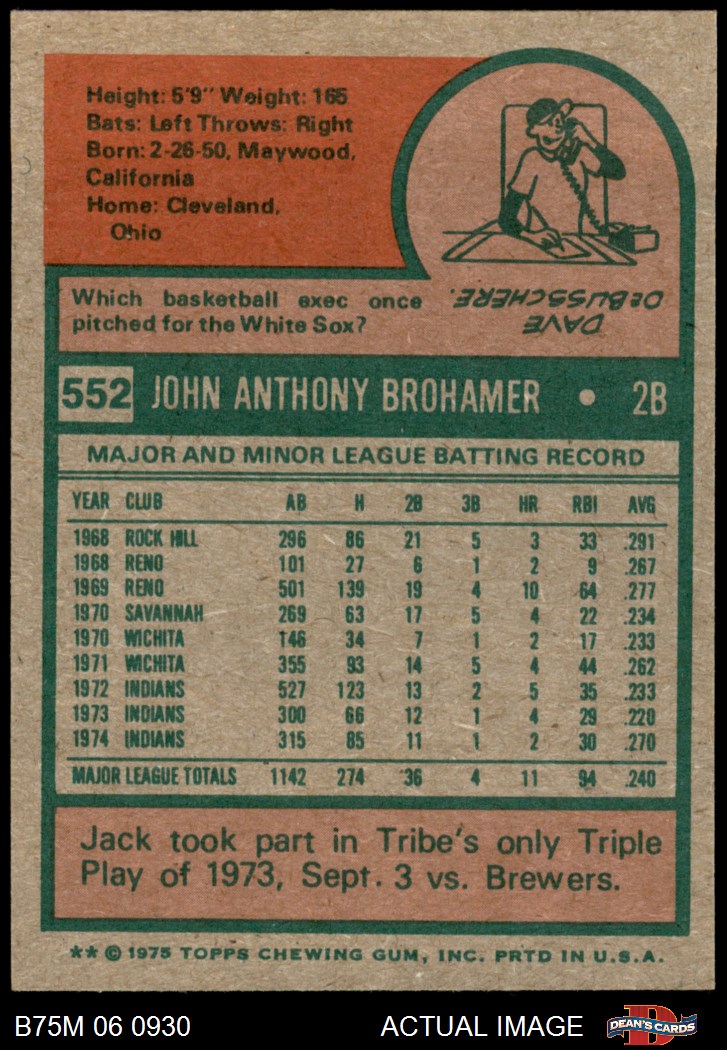 Height: 5'9" Weight: 165
Bats: Left Throws: Right
Born: 2-26-50, Maywood,
California
Home: Cleveland,
Ohio
Which basketball exec once
pitched for the White Sox?
DAVE
DeBUSSCHERE.
552 JOHN ANTHONY BROHAMER • 2B
MAJOR AND MINOR LEAGUE BATTING RECORD
YEAR CLUB AB H 2B 3B HR RBI AVG
1968 ROCK HILL 296 86 21 5 3 33 .291
1968 RENO 101 27 6 1 2 9 .267
1969 RENO 501 139 19 4 10 64 .277
1970 SAVANNAH 269 63 17 5 4 22 .234
1970 WICHITA 146 34 7 1 2 17 .233
1971 WICHITA 355 93 14 5 4 44 .262
1972 INDIANS 527 123 13 2 5 35 .233
1973 INDIANS 300 66 12 1 4 29 .220
1974 INDIANS 315 85 11 1 2 30 .270
MAJOR LEAGUE TOTALS 1142 274 36 4 11 94 .240
Jack took part in Tribe's only Triple
Play of 1973, Sept. 3 vs. Brewers.
** © 1975 TOPPS CHEWING GUM, INC. PRTD IN U.S.A.
B75M 06 0930 ACTUAL IMAGE D DEAN'S CARDS